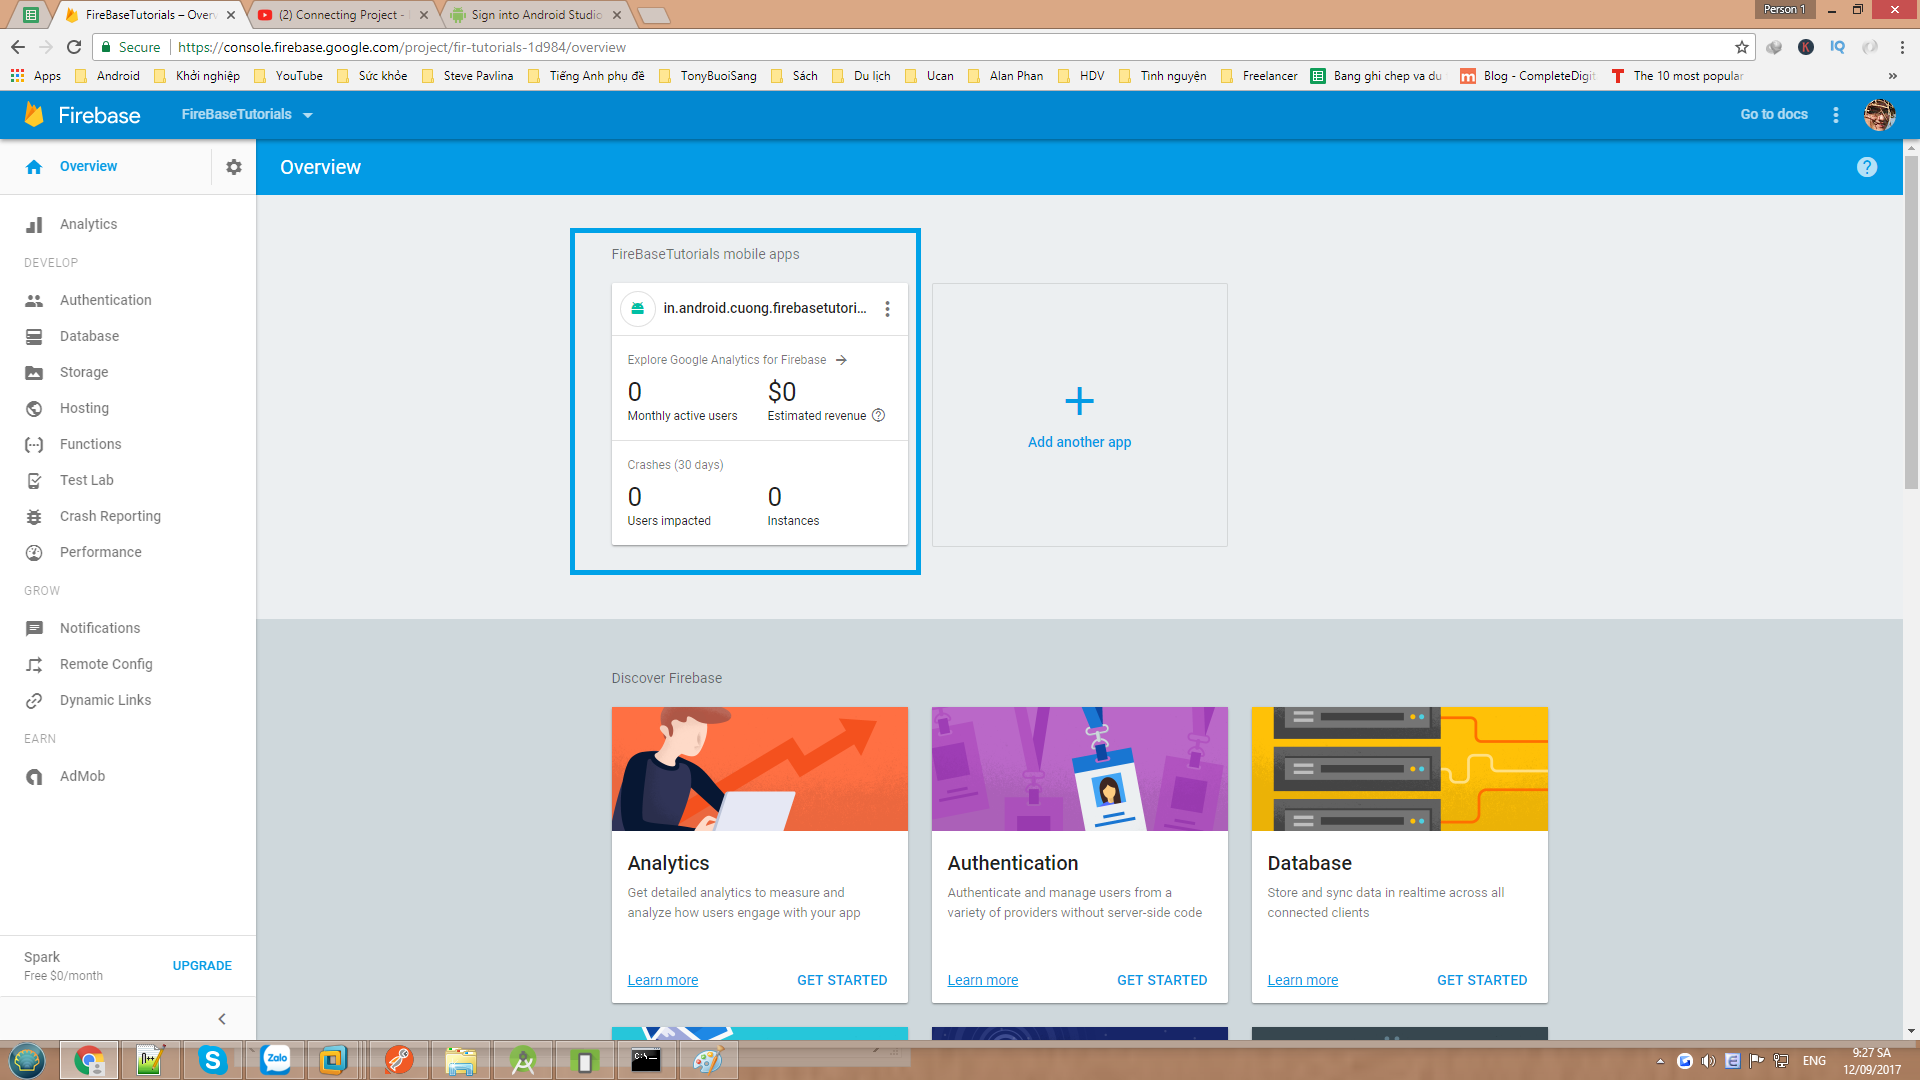 FireBaseTutorials – Over
(2) Connecting Project -
Sign into Android Studio
Person 1
Secure
https://console.firebase.google.com/project/fir-tutorials-1d984/overview
Apps
Android
Khởi nghiệp
YouTube
Sức khỏe
Steve Pavlina
Tiếng Anh phụ đề
TonyBuoiSang
Sách
Du lịch
Ucan
Alan Phan
HDV
Tình nguyện
Freelancer
Bang ghi chep va du
Blog - CompleteDigit
The 10 most popular
»
Firebase
FireBaseTutorials
Go to docs
Overview
Overview
?
Analytics
DEVELOP
Authentication
Database
Storage
Hosting
Functions
Test Lab
Crash Reporting
Performance
GROW
Notifications
Remote Config
Dynamic Links
EARN
AdMob
Spark
Free $0/month
UPGRADE
FireBaseTutorials mobile apps
in.android.cuong.firebasetutori...
Explore Google Analytics for Firebase
0
$0
Monthly active users
Estimated revenue
Crashes (30 days)
0
0
Users impacted
Instances
Add another app
Discover Firebase
Analytics
Get detailed analytics to measure and
analyze how users engage with your app
Learn more
GET STARTED
Authentication
Authenticate and manage users from a
variety of providers without server-side code
Learn more
GET STARTED
Database
Store and sync data in realtime across all
connected clients
Learn more
GET STARTED
Zalo
ENG
9:27 SA
12/09/2017